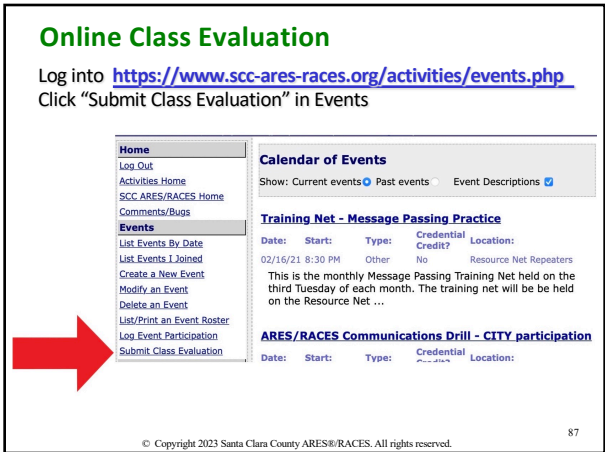 Online Class Evaluation
Log into https://www.scc-ares-races.org/activities/events.php
Click “Submit Class Evaluation” in Events
Home
Log Out
Activities Home
SCC ARES/RACES Home
Comments/Bugs
Events
List Events By Date
List Events I Joined
Create a New Event
Modify an Event
Delete an Event
List/Print an Event Roster
Log Event Participation
Submit Class Evaluation
Calendar of Events
Show: Current events Past events Event Descriptions
Training Net - Message Passing Practice
Date: Start: Type: Credential Credit? Location:
02/16/21 8:30 PM Other No Resource Net Repeaters
This is the monthly Message Passing Training Net held on the
third Tuesday of each month. The training net will be be held
on the Resource Net ...
ARES/RACES Communications Drill - CITY participation
Date: Start: Type: Credential Location:
87
© Copyright 2023 Santa Clara County ARES®/RACES. All rights reserved.